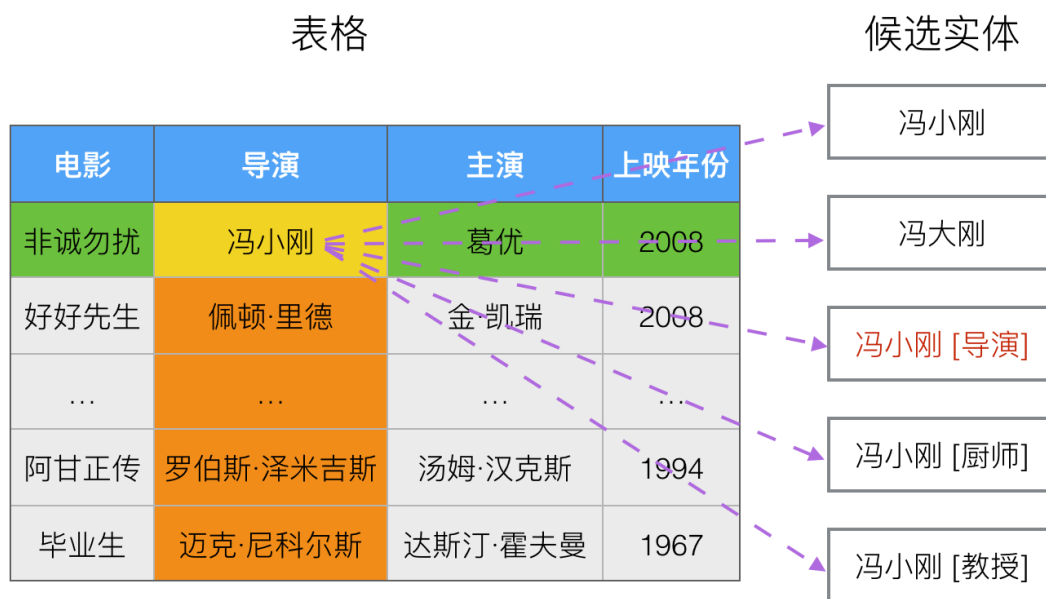 表格
候选实体
电影 导演 主演 上映年份
非诚勿扰 冯小刚 葛优 2008
好好先生 佩顿·里德 金·凯瑞 2008
… … … …
阿甘正传 罗伯斯·泽米吉斯 汤姆·汉克斯 1994
毕业生 迈克·尼科尔斯 达斯汀·霍夫曼 1967
冯小刚
冯大刚
冯小刚 [导演]
冯小刚 [厨师]
冯小刚 [教授]